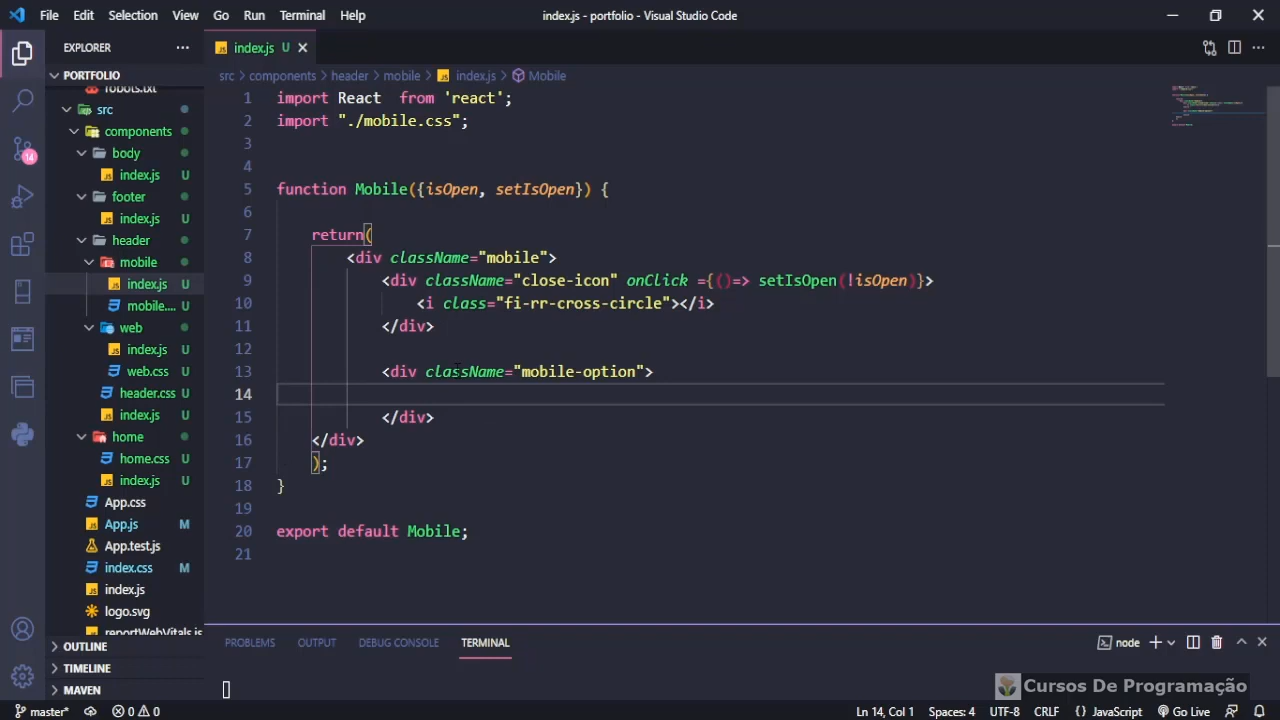 File Edit Selection View Go Run Terminal Help
index.js - portfolio - Visual Studio Code
EXPLORER
index.js U
PORTFOLIO
src > components > header > mobile > index.js > Mobile
robots.txt
src
components
body
index.js U
footer
index.js U
header
mobile
index.js U
mobile.... U
web
index.js U
web.css U
header.css U
index.js U
home
home.css U
index.js U
App.css
App.js M
App.test.js
index.css M
index.js
logo.svg
reportWebVitals.js
OUTLINE
TIMELINE
MAVEN
14
1 import React  from 'react';
2 import "./mobile.css";
3
4
5 function Mobile({isOpen, setIsOpen}) {
6
7 return(
8 <div className="mobile">
9 <div className="close-icon" onClick ={()=> setIsOpen(!isOpen)}>
10 <i class="fi-rr-cross-circle"></i>
11 </div>
12
13 <div className="mobile-option">
14
15 </div>
16 </div>
17 );
18 }
19
20 export default Mobile;
21
PROBLEMS OUTPUT DEBUG CONSOLE TERMINAL
node
Cursos De Programação
master* 0 0
Ln 14, Col 1 Spaces: 4 UTF-8 CRLF {} JavaScript Go Live